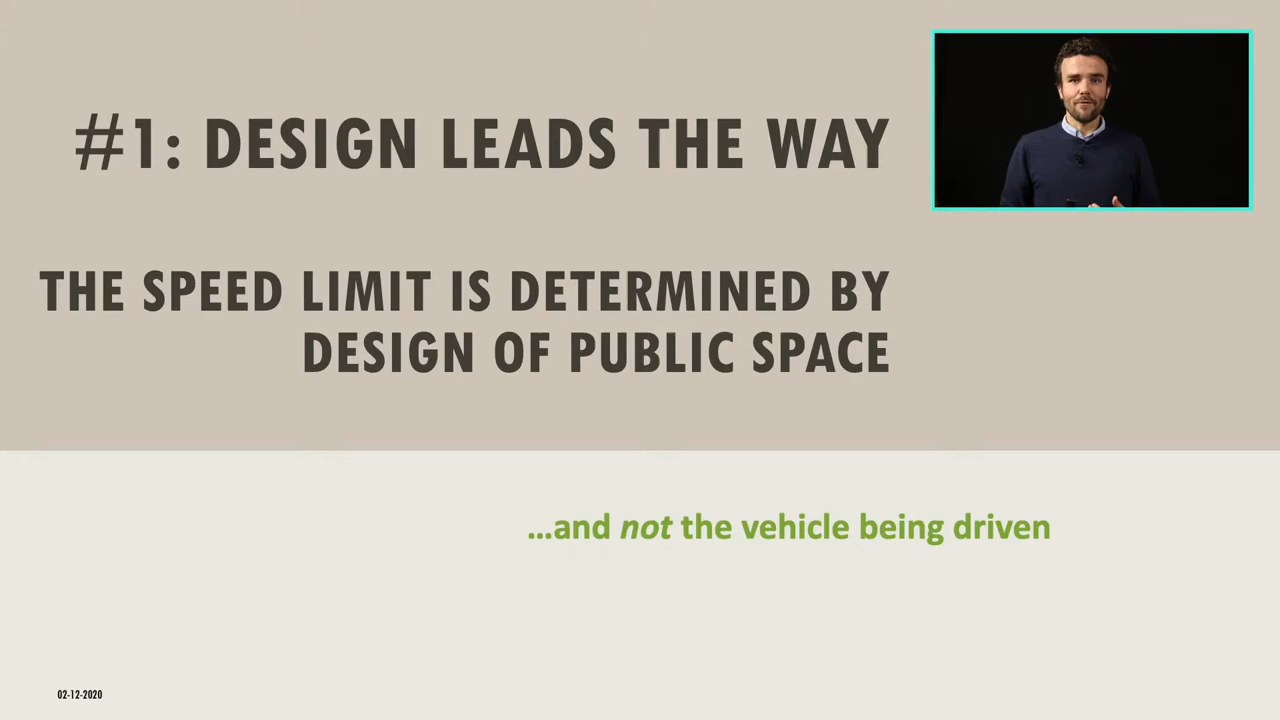 #1: DESIGN LEADS THE WAY
THE SPEED LIMIT IS DETERMINED BY
DESIGN OF PUBLIC SPACE
…and not the vehicle being driven
02-12-2020